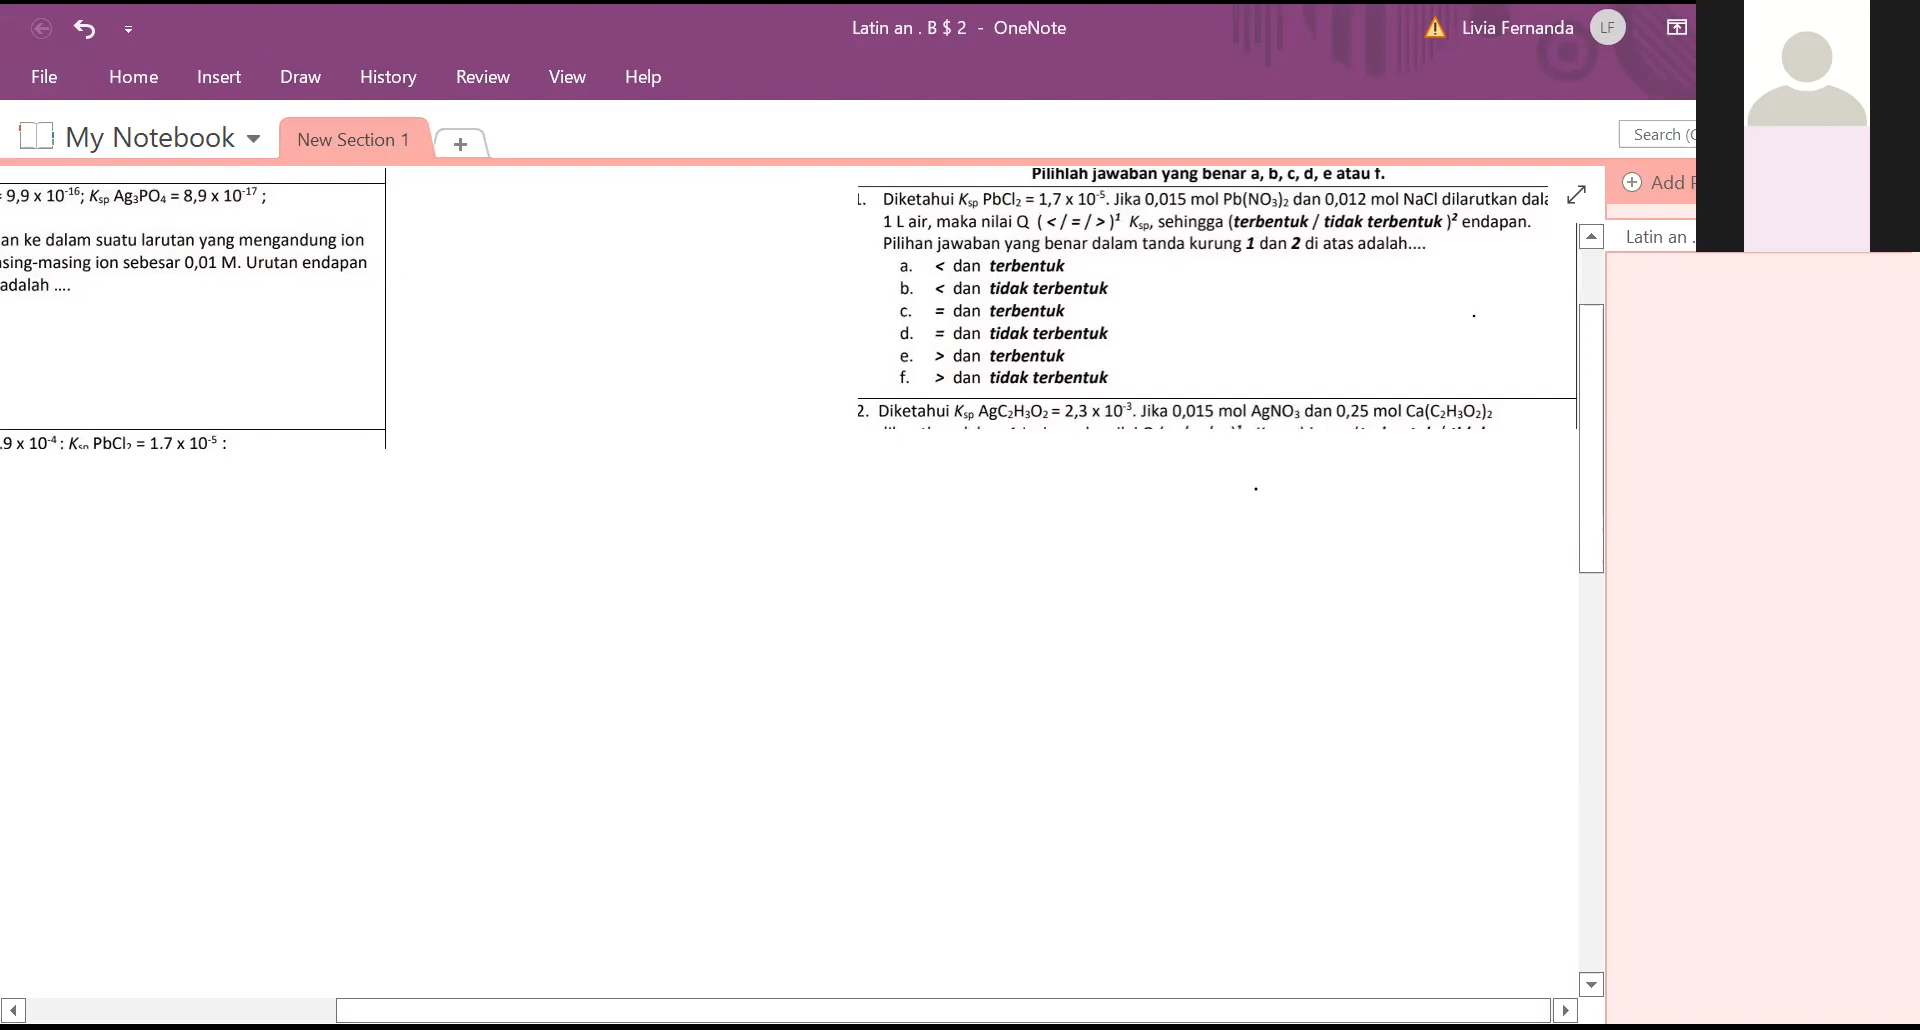 Latin an . B $ 2 - OneNote
Livia Fernanda
LF
File Home Insert Draw History Review View Help
My Notebook
New Section 1
Search (
Add
Latin an .
= 9,9 x 10⁻¹⁶; Ksp Ag₃PO₄ = 8,9 x 10⁻¹⁷ ;
an ke dalam suatu larutan yang mengandung ion
sing-masing ion sebesar 0,01 M. Urutan endapan
adalah ....
.9 x 10⁻⁴ ; Ksp PbCl₂ = 1.7 x 10⁻⁵ ;
Pilihlah jawaban yang benar a, b, c, d, e atau f.
1. Diketahui Ksp PbCl₂ = 1,7 x 10⁻⁵. Jika 0,015 mol Pb(NO₃)₂ dan 0,012 mol NaCl dilarutkan dala
1 L air, maka nilai Q ( < / = / > )¹ Ksp, sehingga (terbentuk / tidak terbentuk )² endapan.
Pilihan jawaban yang benar dalam tanda kurung 1 dan 2 di atas adalah....
a. < dan terbentuk
b. < dan tidak terbentuk
c. = dan terbentuk
d. = dan tidak terbentuk
e. > dan terbentuk
f. > dan tidak terbentuk
2. Diketahui Ksp AgC₂H₃O₂ = 2,3 x 10⁻³. Jika 0,015 mol AgNO₃ dan 0,25 mol Ca(C₂H₃O₂)₂